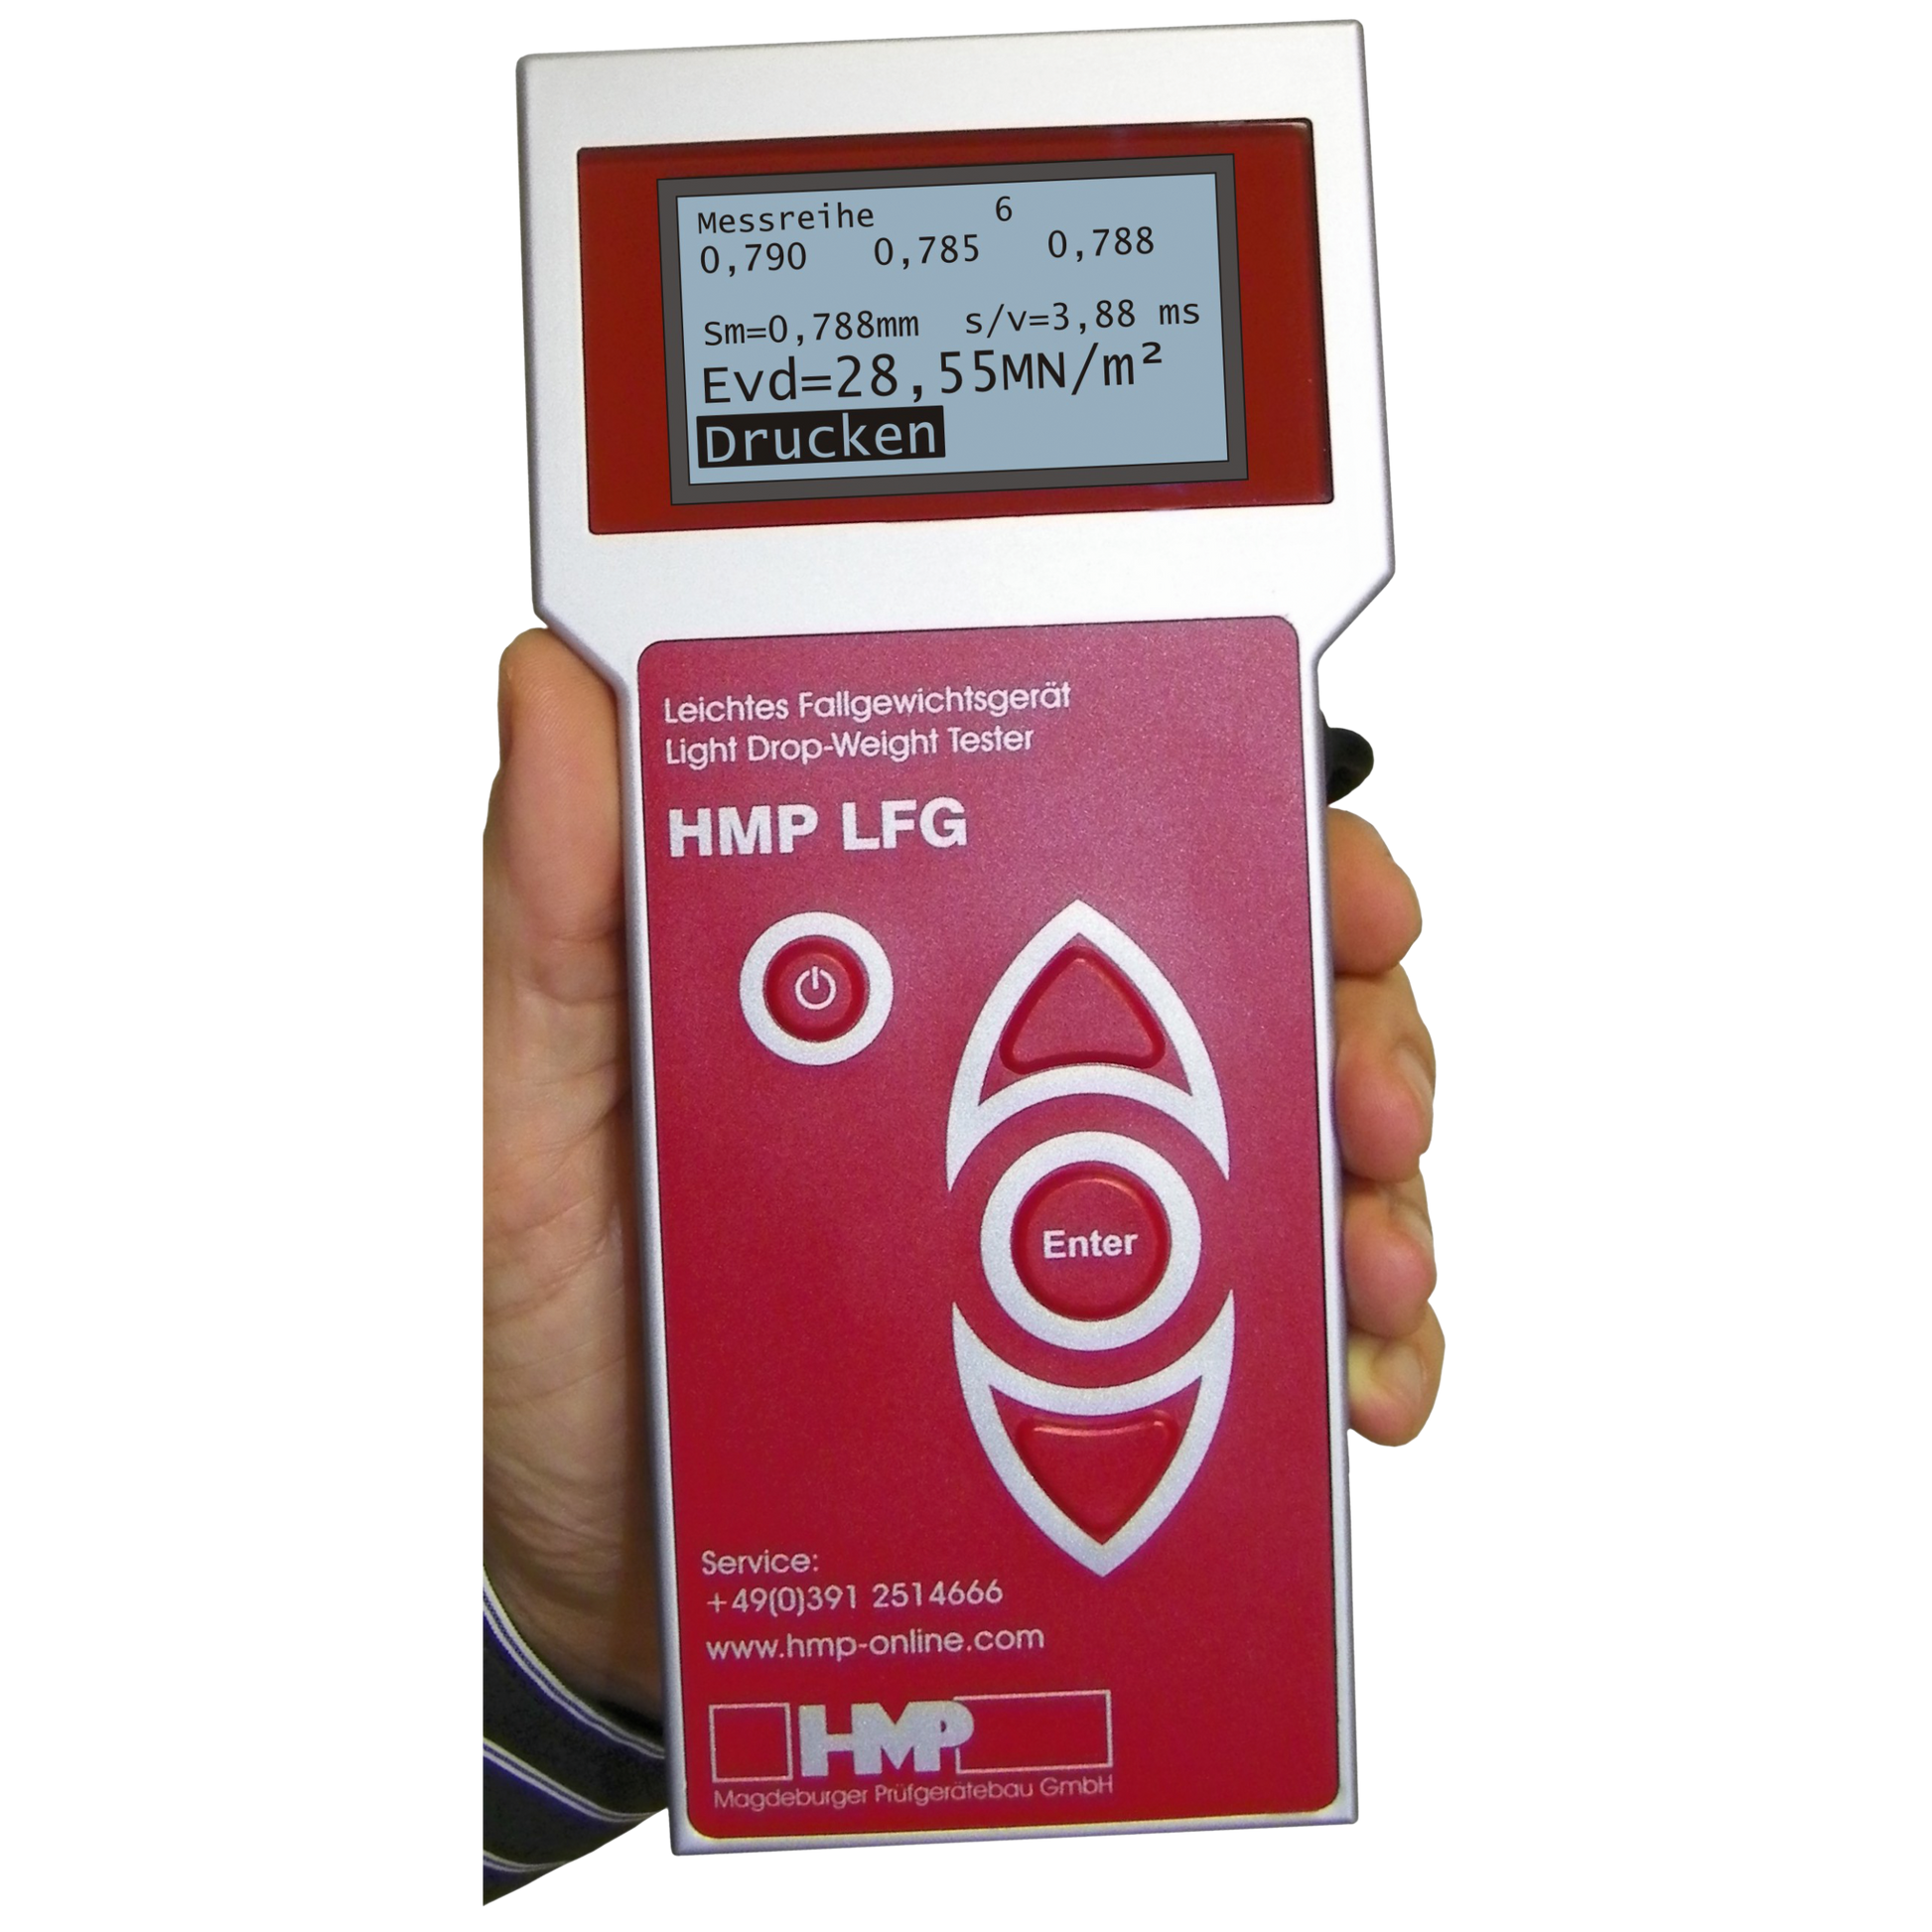 Messreihe 6
0,790 0,785 0,788
Sm=0,788mm s/v=3,88 ms
Evd=28,55MN/m²
Drucken
Leichtes Fallgewichtsgerät
Light Drop-Weight Tester
HMP LFG
Enter
Service:
+49(0)391 2514666
www.hmp-online.com
HMP
Magdeburger Prüfgerätebau GmbH